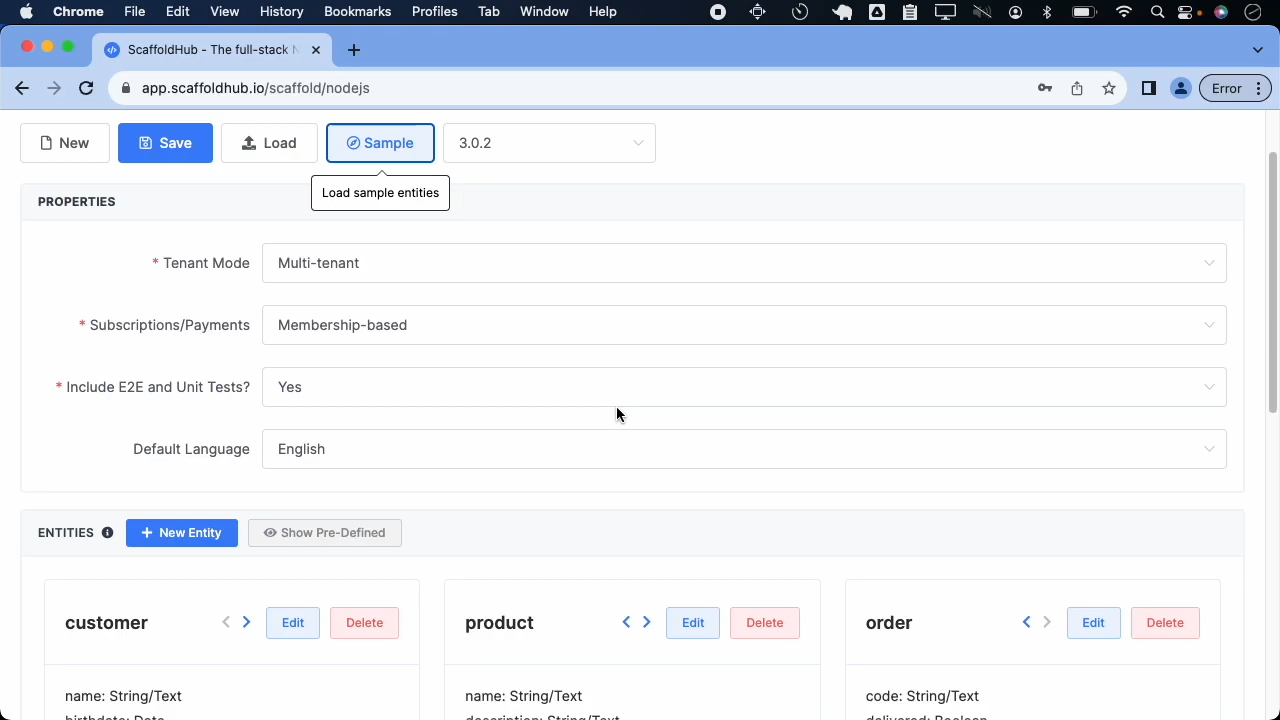 Chrome File Edit View History Bookmarks Profiles Tab Window Help
ScaffoldHub - The full-stack N
app.scaffoldhub.io/scaffold/nodejs
Error
New Save Load Sample 3.0.2
Load sample entities
PROPERTIES
* Tenant Mode Multi-tenant
* Subscriptions/Payments Membership-based
* Include E2E and Unit Tests? Yes
Default Language English
ENTITIES + New Entity Show Pre-Defined
customer < > Edit Delete
product < > Edit Delete
order < > Edit Delete
name: String/Text
birthdate: Date
name: String/Text
description: String/Text
code: String/Text
delivered: Boolean